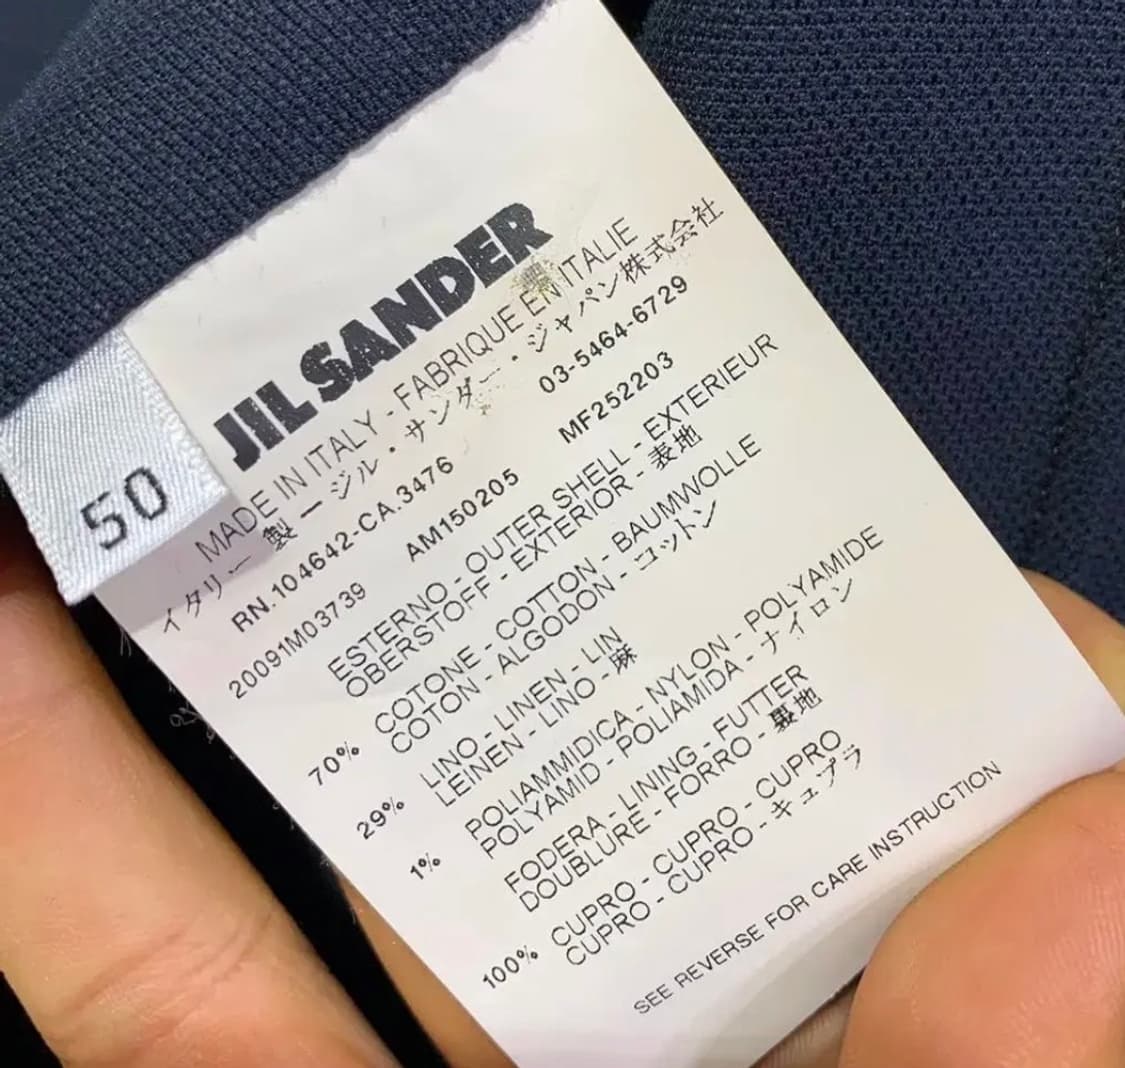 50
JIL SANDER
MADE IN ITALY - FABRIQUE EN ITALIE
イタリー製ージル・サンダー・ジャパン株式会社
RN.104642-CA.3476 03-5464-6729
20091M03739 AM150205 MF252203
ESTERNO - OUTER SHELL - EXTERIEUR
OBERSTOFF - EXTERIOR - 表地
70% COTONE - COTTON - BAUMWOLLE
COTON - ALGODON - コットン
29% LINO - LINEN - LIN
LEINEN - LINO - 麻
1% POLIAMMIDICA - NYLON - POLYAMIDE
POLYAMID - POLIAMIDA - ナイロン
FODERA - LINING - FUTTER
DOUBLURE - FORRO - 裏地
100% CUPRO - CUPRO - CUPRO
CUPRO - CUPRO - キュプラ
SEE REVERSE FOR CARE INSTRUCTION